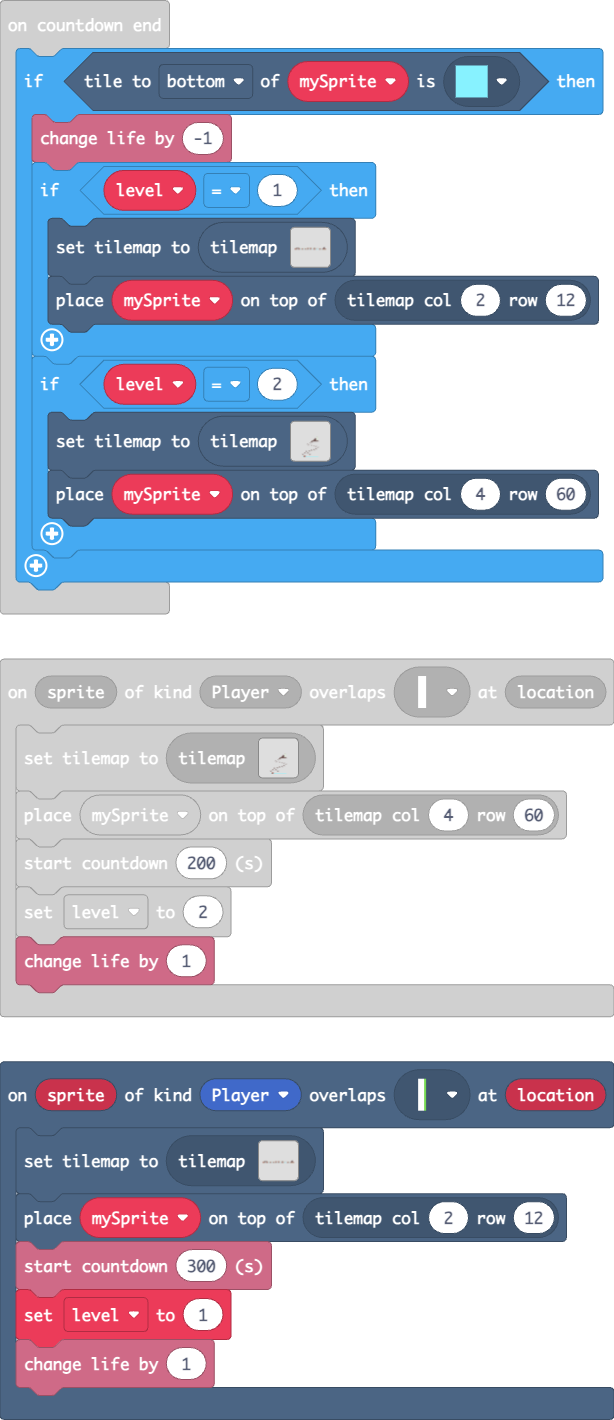 on countdown end
if tile to bottom of mySprite is then
change life by -1
if level = 1 then
set tilemap to tilemap
place mySprite on top of tilemap col 2 row 12
if level = 2 then
set tilemap to tilemap
place mySprite on top of tilemap col 4 row 60
on sprite of kind Player overlaps at location
set tilemap to tilemap
place mySprite on top of tilemap col 4 row 60
start countdown 200 (s)
set level to 2
change life by 1
on sprite of kind Player overlaps at location
set tilemap to tilemap
place mySprite on top of tilemap col 2 row 12
start countdown 300 (s)
set level to 1
change life by 1